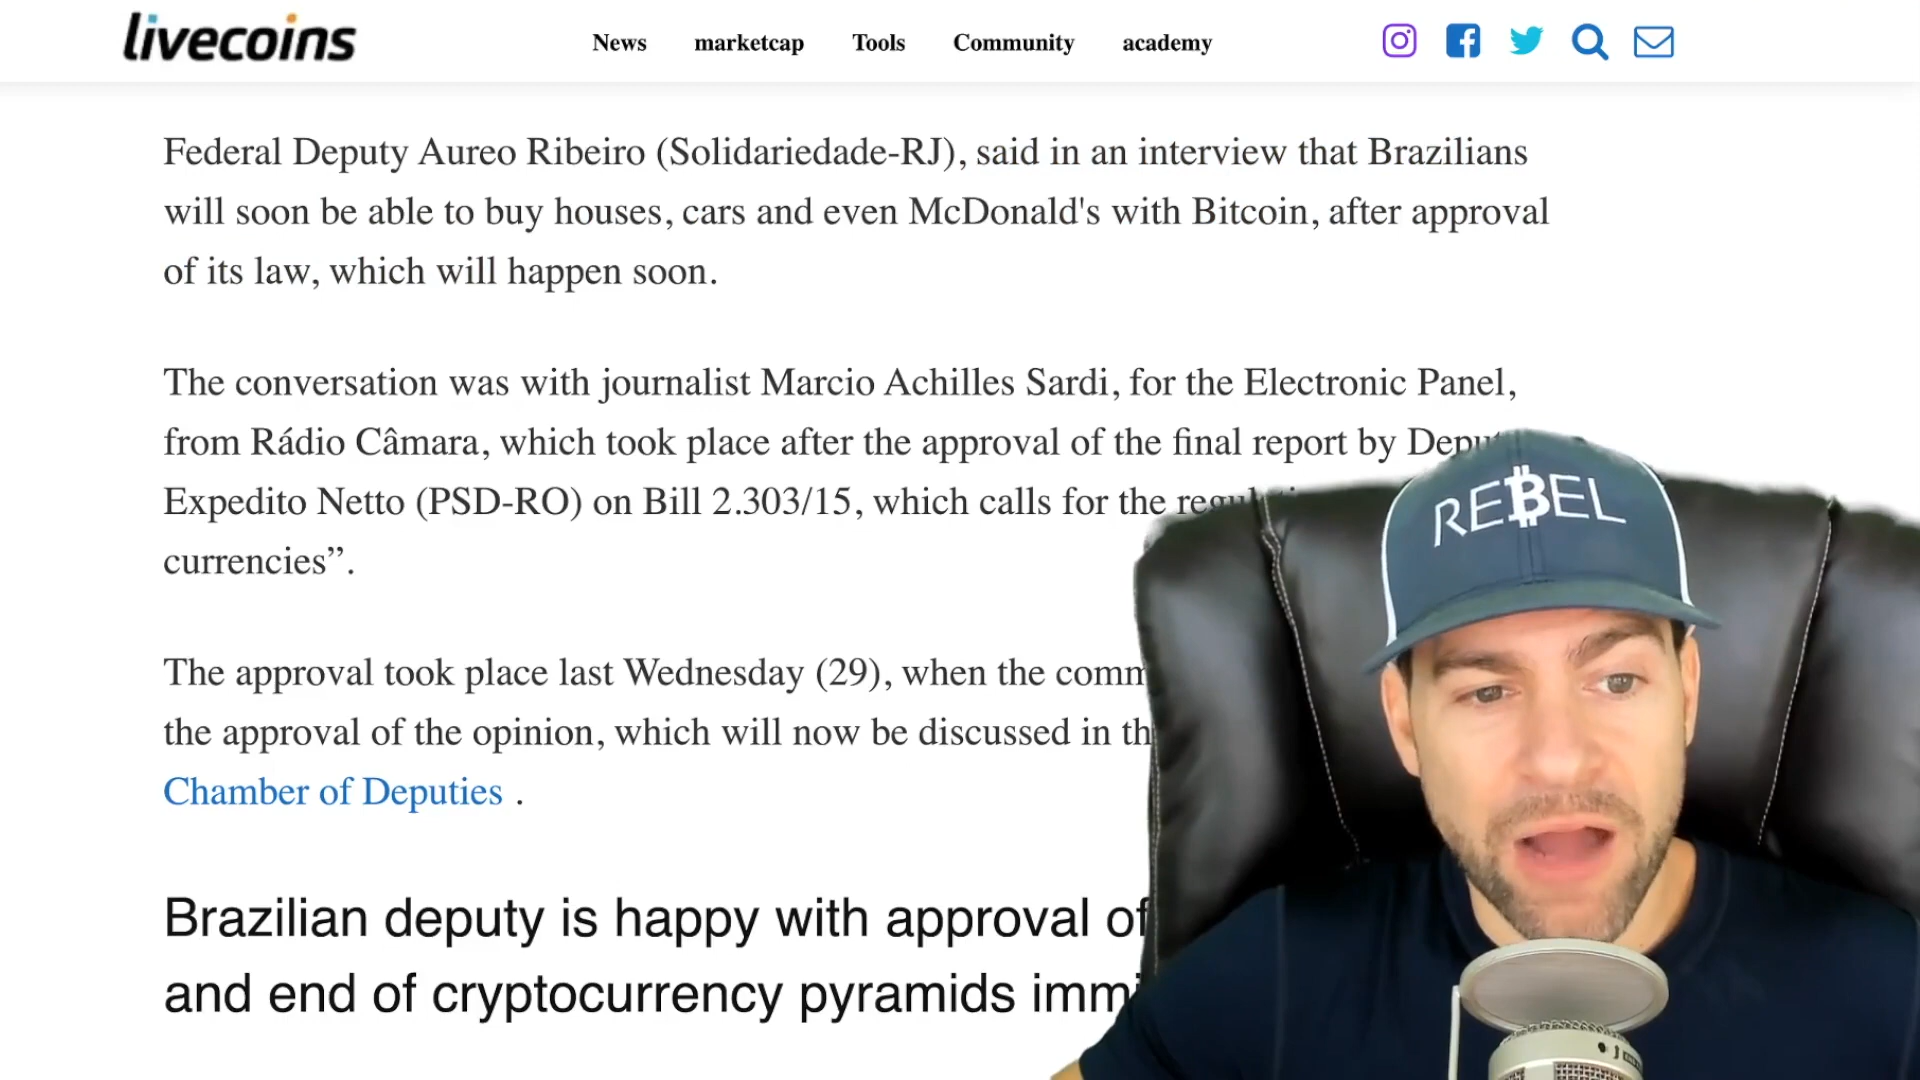 livecoins
News marketcap Tools Community academy
Federal Deputy Aureo Ribeiro (Solidariedade-RJ), said in an interview that Brazilians
will soon be able to buy houses, cars and even McDonald's with Bitcoin, after approval
of its law, which will happen soon.
The conversation was with journalist Marcio Achilles Sardi, for the Electronic Panel,
from Rádio Câmara, which took place after the approval of the final report by
Expedito Netto (PSD-RO) on Bill 2.303/15, which calls for the
currencies”.
The approval took place last Wednesday (29), when the
the approval of the opinion, which will now be discussed in
Chamber of Deputies .
Brazilian deputy is happy with approval of
and end of cryptocurrency pyramids
REBEL